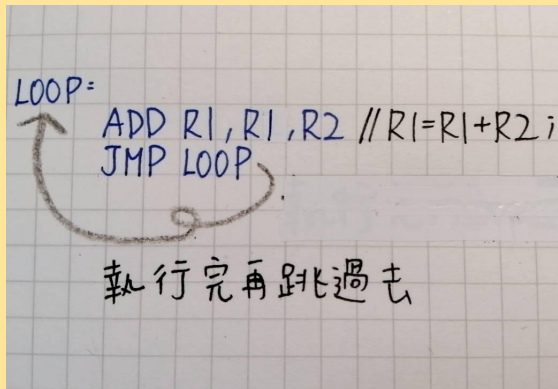 LOOP=
ADD R1, R1, R2 //R1=R1+R2;
JMP LOOP
執行完再跳過去